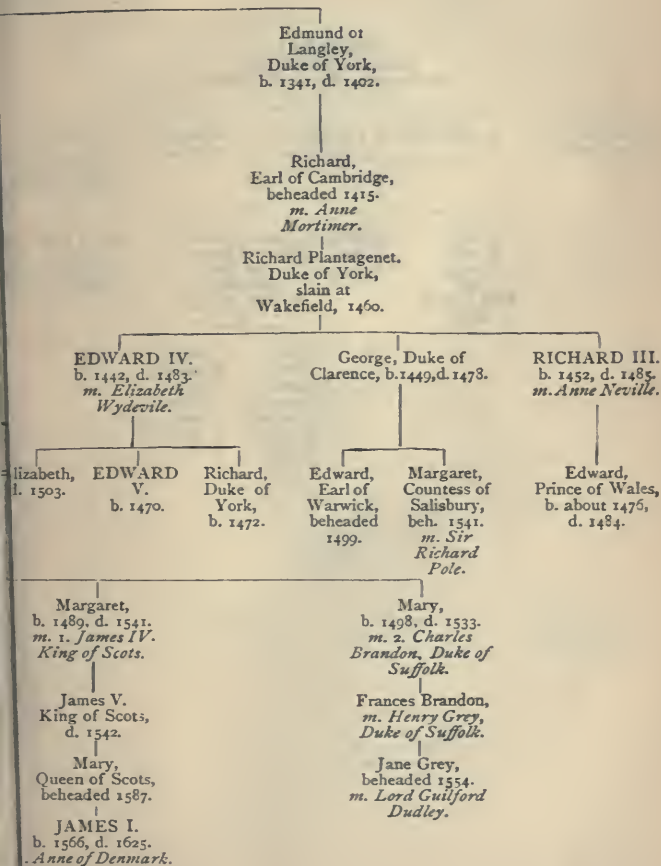 Edmund of
Langley,
Duke of York,
b. 1341, d. 1402.
Richard,
Earl of Cambridge,
beheaded 1415.
m. Anne
Mortimer.
Richard Plantagenet.
Duke of York,
slain at
Wakefield, 1460.
EDWARD IV.
b. 1442, d. 1483.
m. Elizabeth
Wydevile.
George, Duke of
Clarence, b. 1449, d. 1478.
RICHARD III.
b. 1452, d. 1485.
m. Anne Neville.
lizabeth,
l. 1503.
EDWARD
V.
b. 1470.
Richard,
Duke of
York,
b. 1472.
Edward,
Earl of
Warwick,
beheaded
1499.
Margaret,
Countess of
Salisbury,
beh. 1541.
m. Sir
Richard
Pole.
Edward,
Prince of Wales,
b. about 1476,
d. 1484.
Margaret,
b. 1489, d. 1541.
m. 1. James IV.
King of Scots.
James V.
King of Scots,
d. 1542.
Mary,
Queen of Scots,
beheaded 1587.
JAMES I.
b. 1566, d. 1625.
. Anne of Denmark.
Mary,
b. 1498, d. 1533.
m. 2. Charles
Brandon, Duke of
Suffolk.
Frances Brandon,
m. Henry Grey,
Duke of Suffolk.
Jane Grey,
beheaded 1554.
m. Lord Guilford
Dudley.